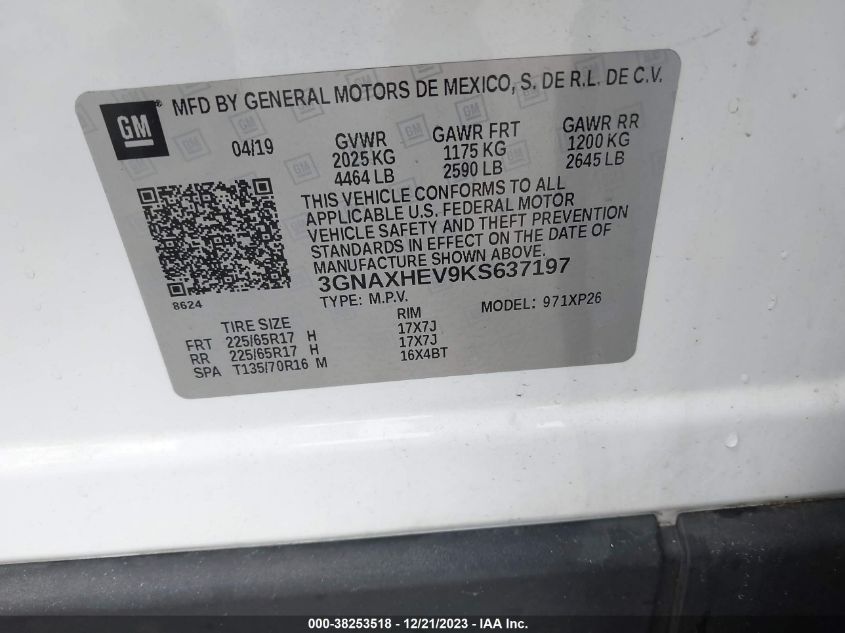 GM ® MFD BY GENERAL MOTORS DE MEXICO, S. DE R.L. DE C.V.
04/19 GVWR GAWR FRT GAWR RR
2025 KG 1175 KG 1200 KG
4464 LB 2590 LB 2645 LB
THIS VEHICLE CONFORMS TO ALL
APPLICABLE U.S. FEDERAL MOTOR
VEHICLE SAFETY AND THEFT PREVENTION
STANDARDS IN EFFECT ON THE DATE OF
MANUFACTURE SHOWN ABOVE.
3GNAXHEV9KS637197
8624
TYPE: M.P.V. MODEL: 971XP26
TIRE SIZE RIM
FRT 225/65R17 H 17X7J
RR 225/65R17 H 17X7J
SPA T135/70R16 M 16X4BT
000-38253518 - 12/21/2023 - IAA Inc.